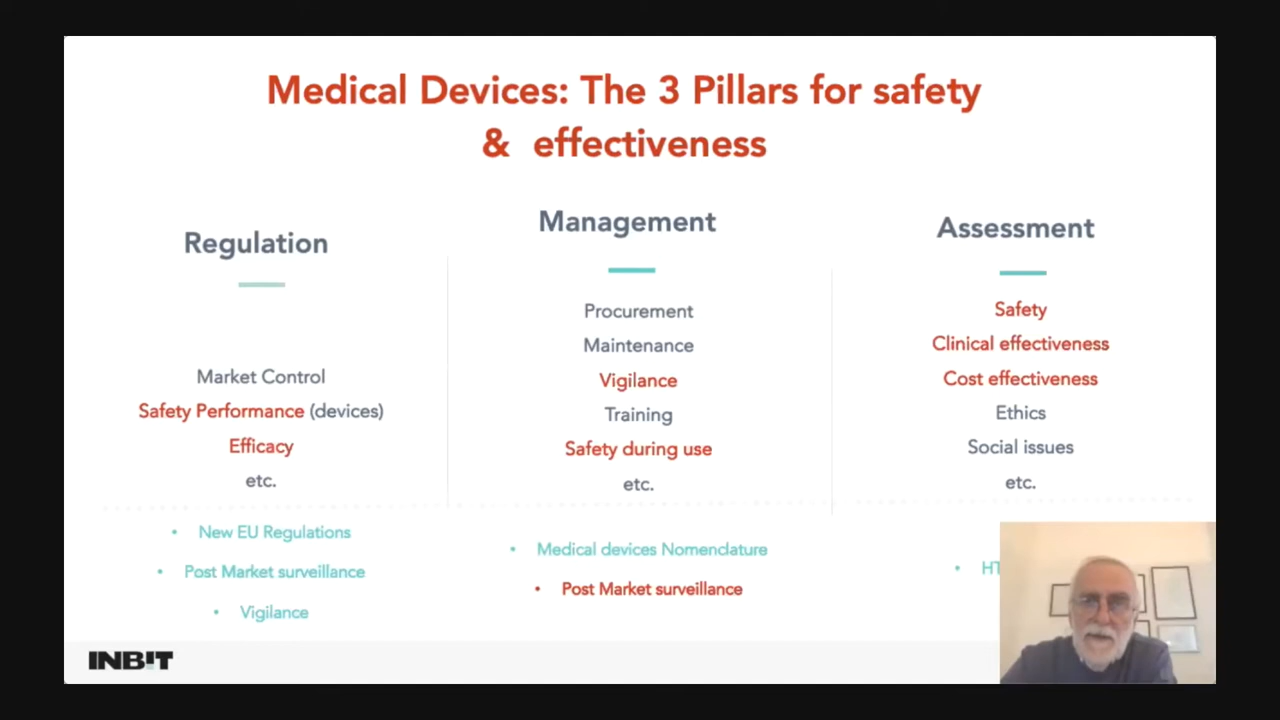 Medical Devices: The 3 Pillars for safety
& effectiveness
Regulation
Market Control
Safety Performance (devices)
Efficacy
etc.
• New EU Regulations
• Post Market surveillance
• Vigilance
Management
Procurement
Maintenance
Vigilance
Training
Safety during use
etc.
• Medical devices Nomenclature
• Post Market surveillance
Assessment
Safety
Clinical effectiveness
Cost effectiveness
Ethics
Social issues
etc.
INB!T